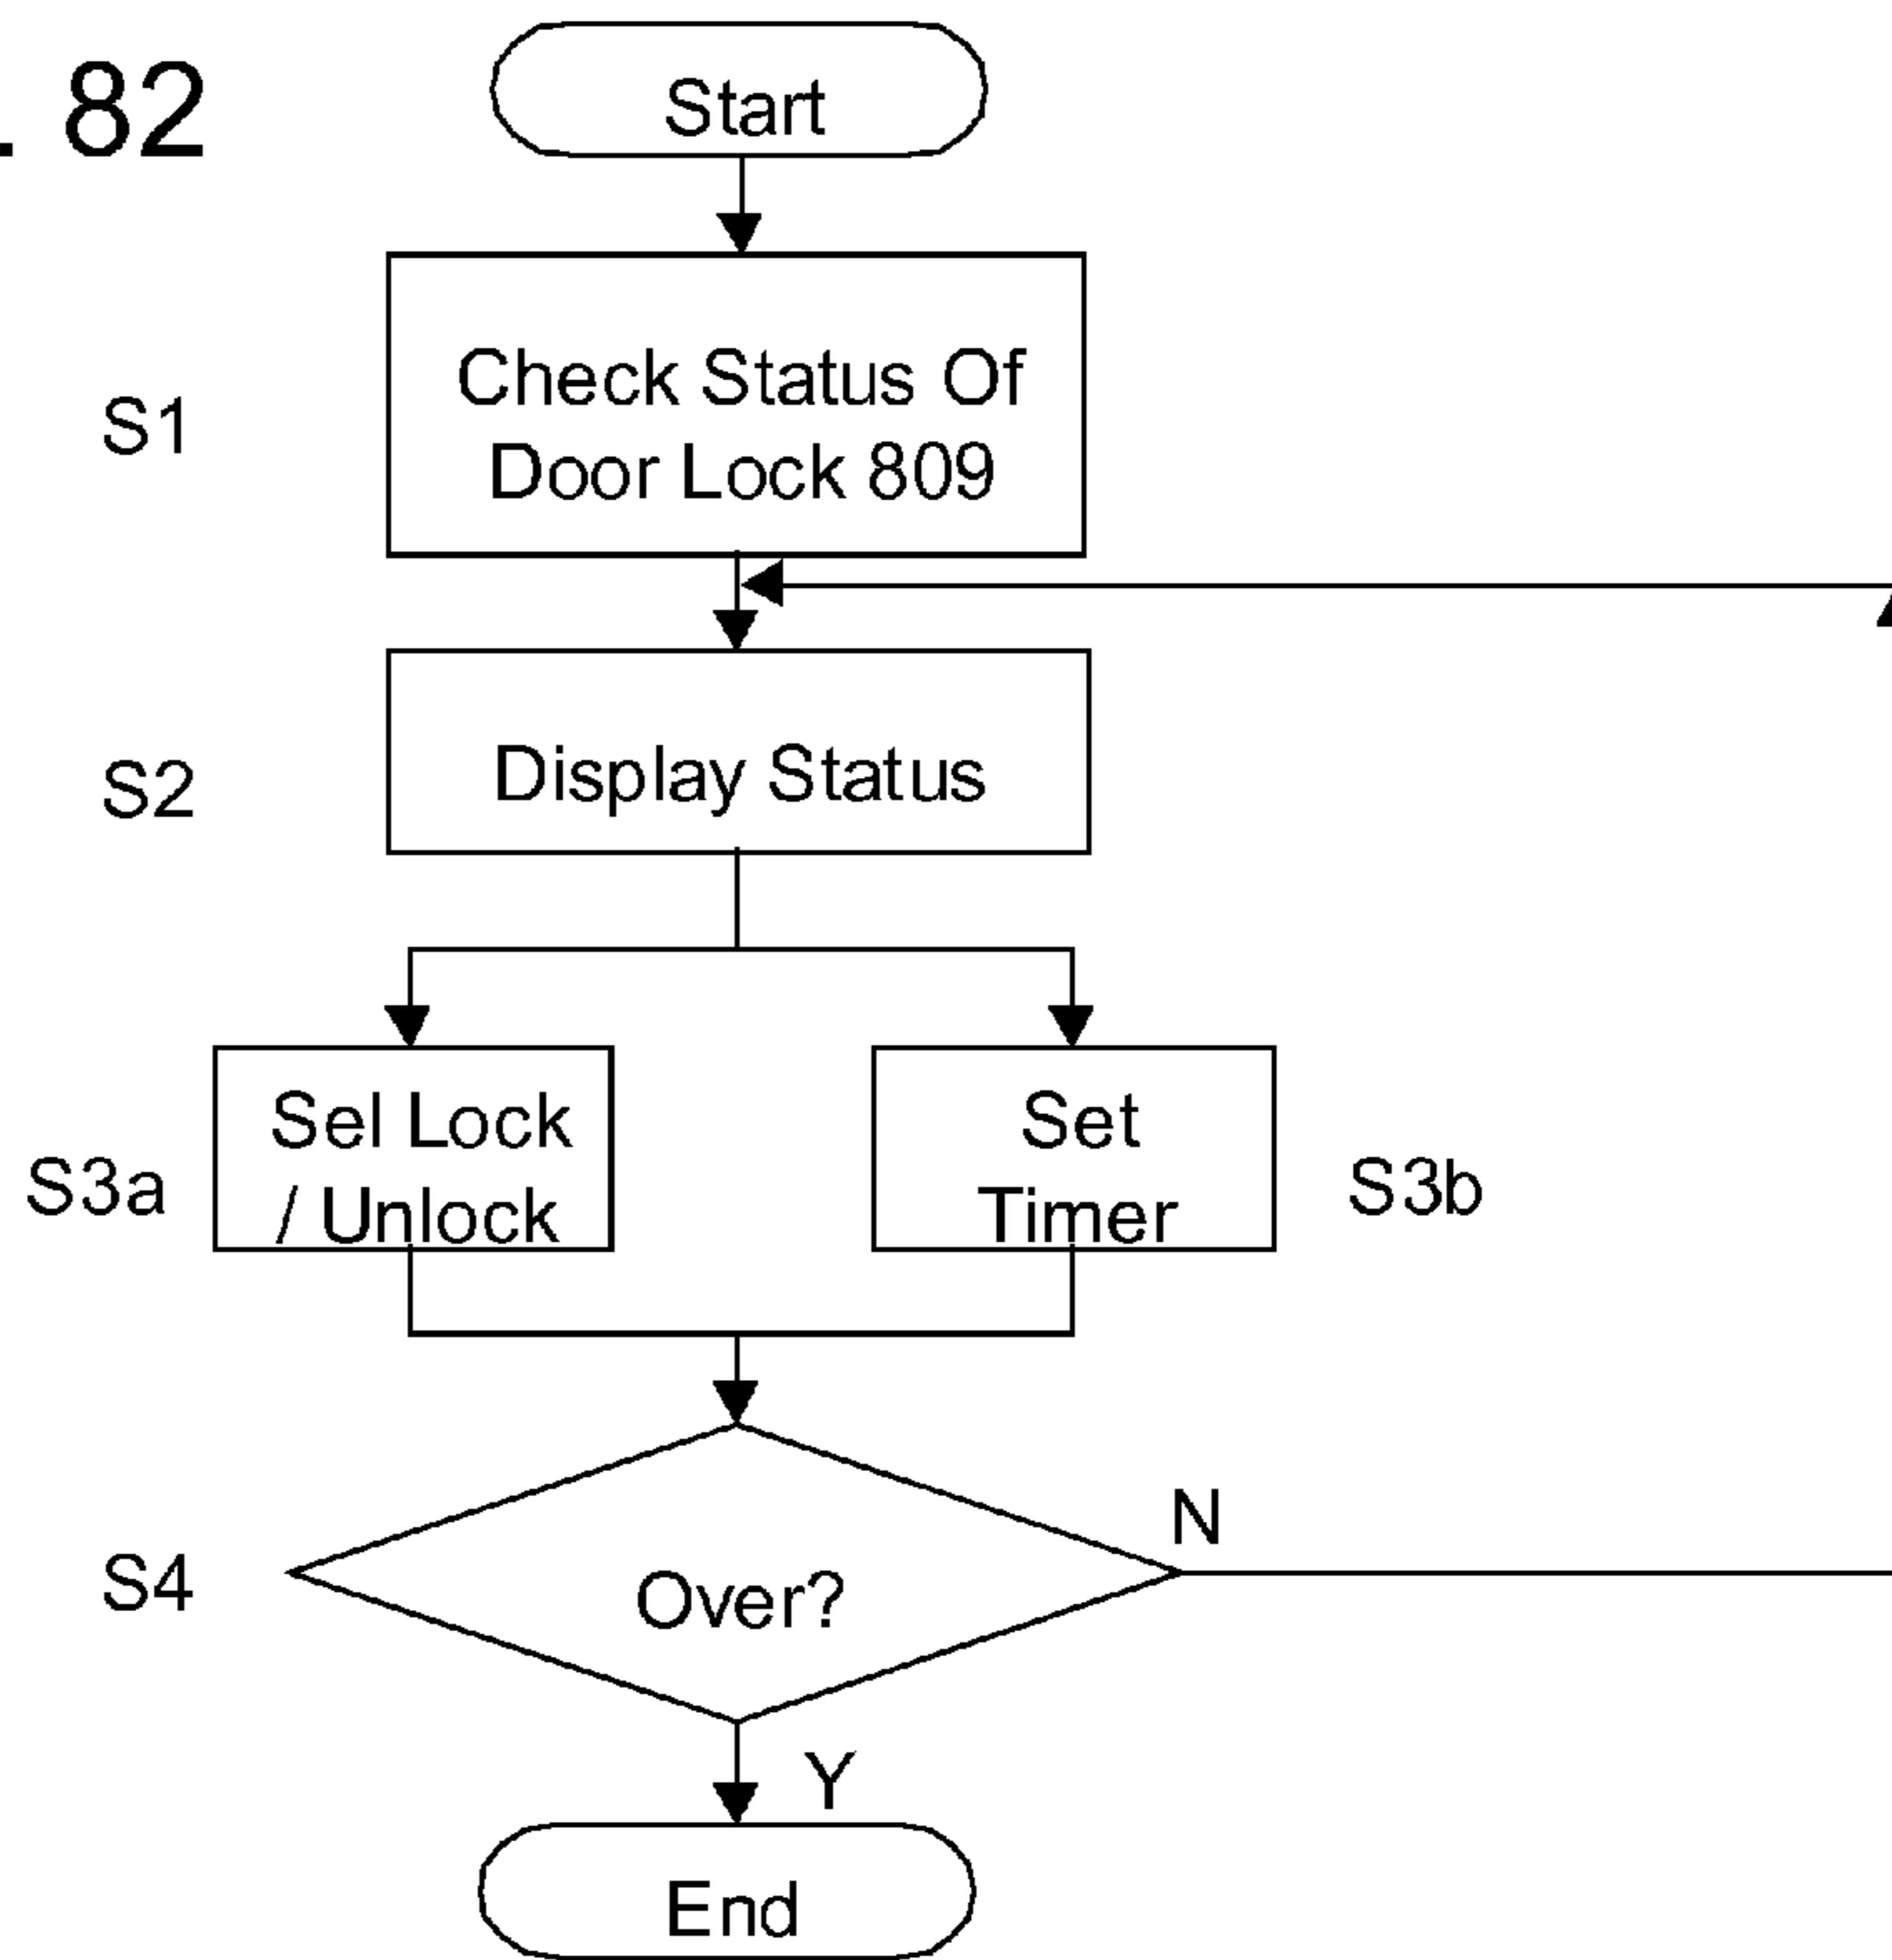 . 82
Start
S1
Check Status Of
Door Lock 809
S2
Display Status
S3a
Sel Lock
/ Unlock
Set
Timer
S3b
S4
Over?
N
Y
End